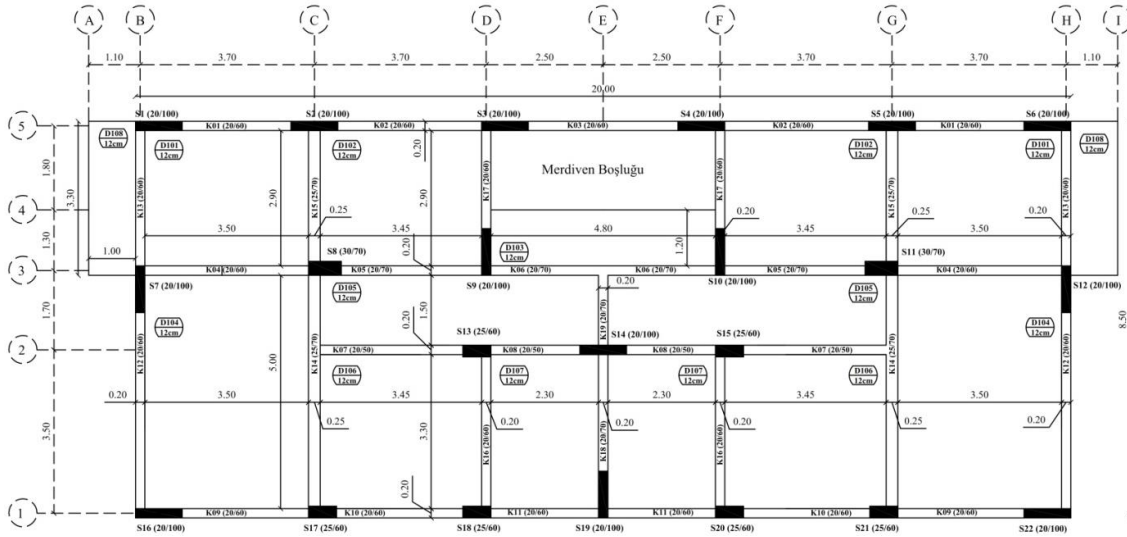 A B C D E F G H I
1.10 3.70 3.70 2.50 2.50 3.70 3.70 1.10
20.00
S1 (20/100) S2 (20/100) S3 (20/100) S4 (20/100) S5 (20/100) S6 (20/100)
5
K01 (20/60) K02 (20/60) K03 (20/60) K02 (20/60) K01 (20/60)
D108 12cm
D101 12cm
D102 12cm
D102 12cm
D101 12cm
D108 12cm
0.20
Merdiven Boşluğu
1.80
3.30
K13 (20/60)
2.90
K15 (25/70)
2.90
K17 (20/60)
K17 (20/60)
K15 (25/70)
K13 (20/60)
4
0.25 0.20 0.25 0.20
3.50 3.45 4.80 3.45 3.50
1.30
1.00
S8 (30/70)
0.20
D103 12cm
1.20
S11 (30/70)
3
K04 (20/60) K05 (20/70) K06 (20/70) K06 (20/70) K05 (20/70) K04 (20/60)
S7 (20/100) S9 (20/100) S10 (20/100) S12 (20/100)
D105 12cm
0.20
D105 12cm
1.70
1.50
K19 (20/70)
8.50
D104 12cm
D104 12cm
S13 (25/60) S14 (20/100) S15 (25/60)
0.20
2
K07 (20/50) K08 (20/50) K08 (20/50) K07 (20/50)
K12 (20/60)
5.00
K14 (25/70)
K14 (25/70)
K12 (20/60)
D106 12cm
D107 12cm
D107 12cm
D106 12cm
0.20 3.50 3.45 2.30 2.30 3.45 3.50
0.25 0.20 0.20 0.20 0.25 0.20
3.50
3.30
K16 (20/60)
K18 (20/70)
K16 (20/60)
0.20
1
K09 (20/60) K10 (20/60) K11 (20/60) K11 (20/60) K10 (20/60) K09 (20/60)
S16 (20/100) S17 (25/60) S18 (25/60) S19 (20/100) S20 (25/60) S21 (25/60) S22 (20/100)